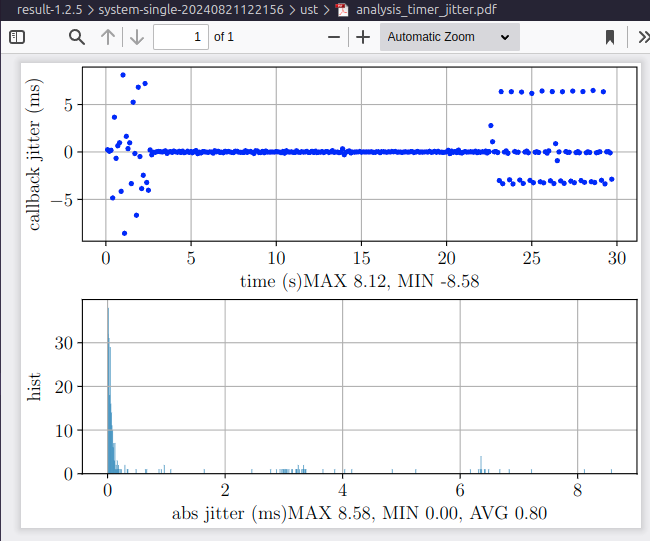 result-1.2.5 > system-single-20240821122156 > ust > analysis_timer_jitter.pdf
1 of 1 Automatic Zoom
callback jitter (ms)
5
0
−5
0 5 10 15 20 25 30
time (s)MAX 8.12, MIN -8.58
hist
30
20
10
0
0 2 4 6 8
abs jitter (ms)MAX 8.58, MIN 0.00, AVG 0.80